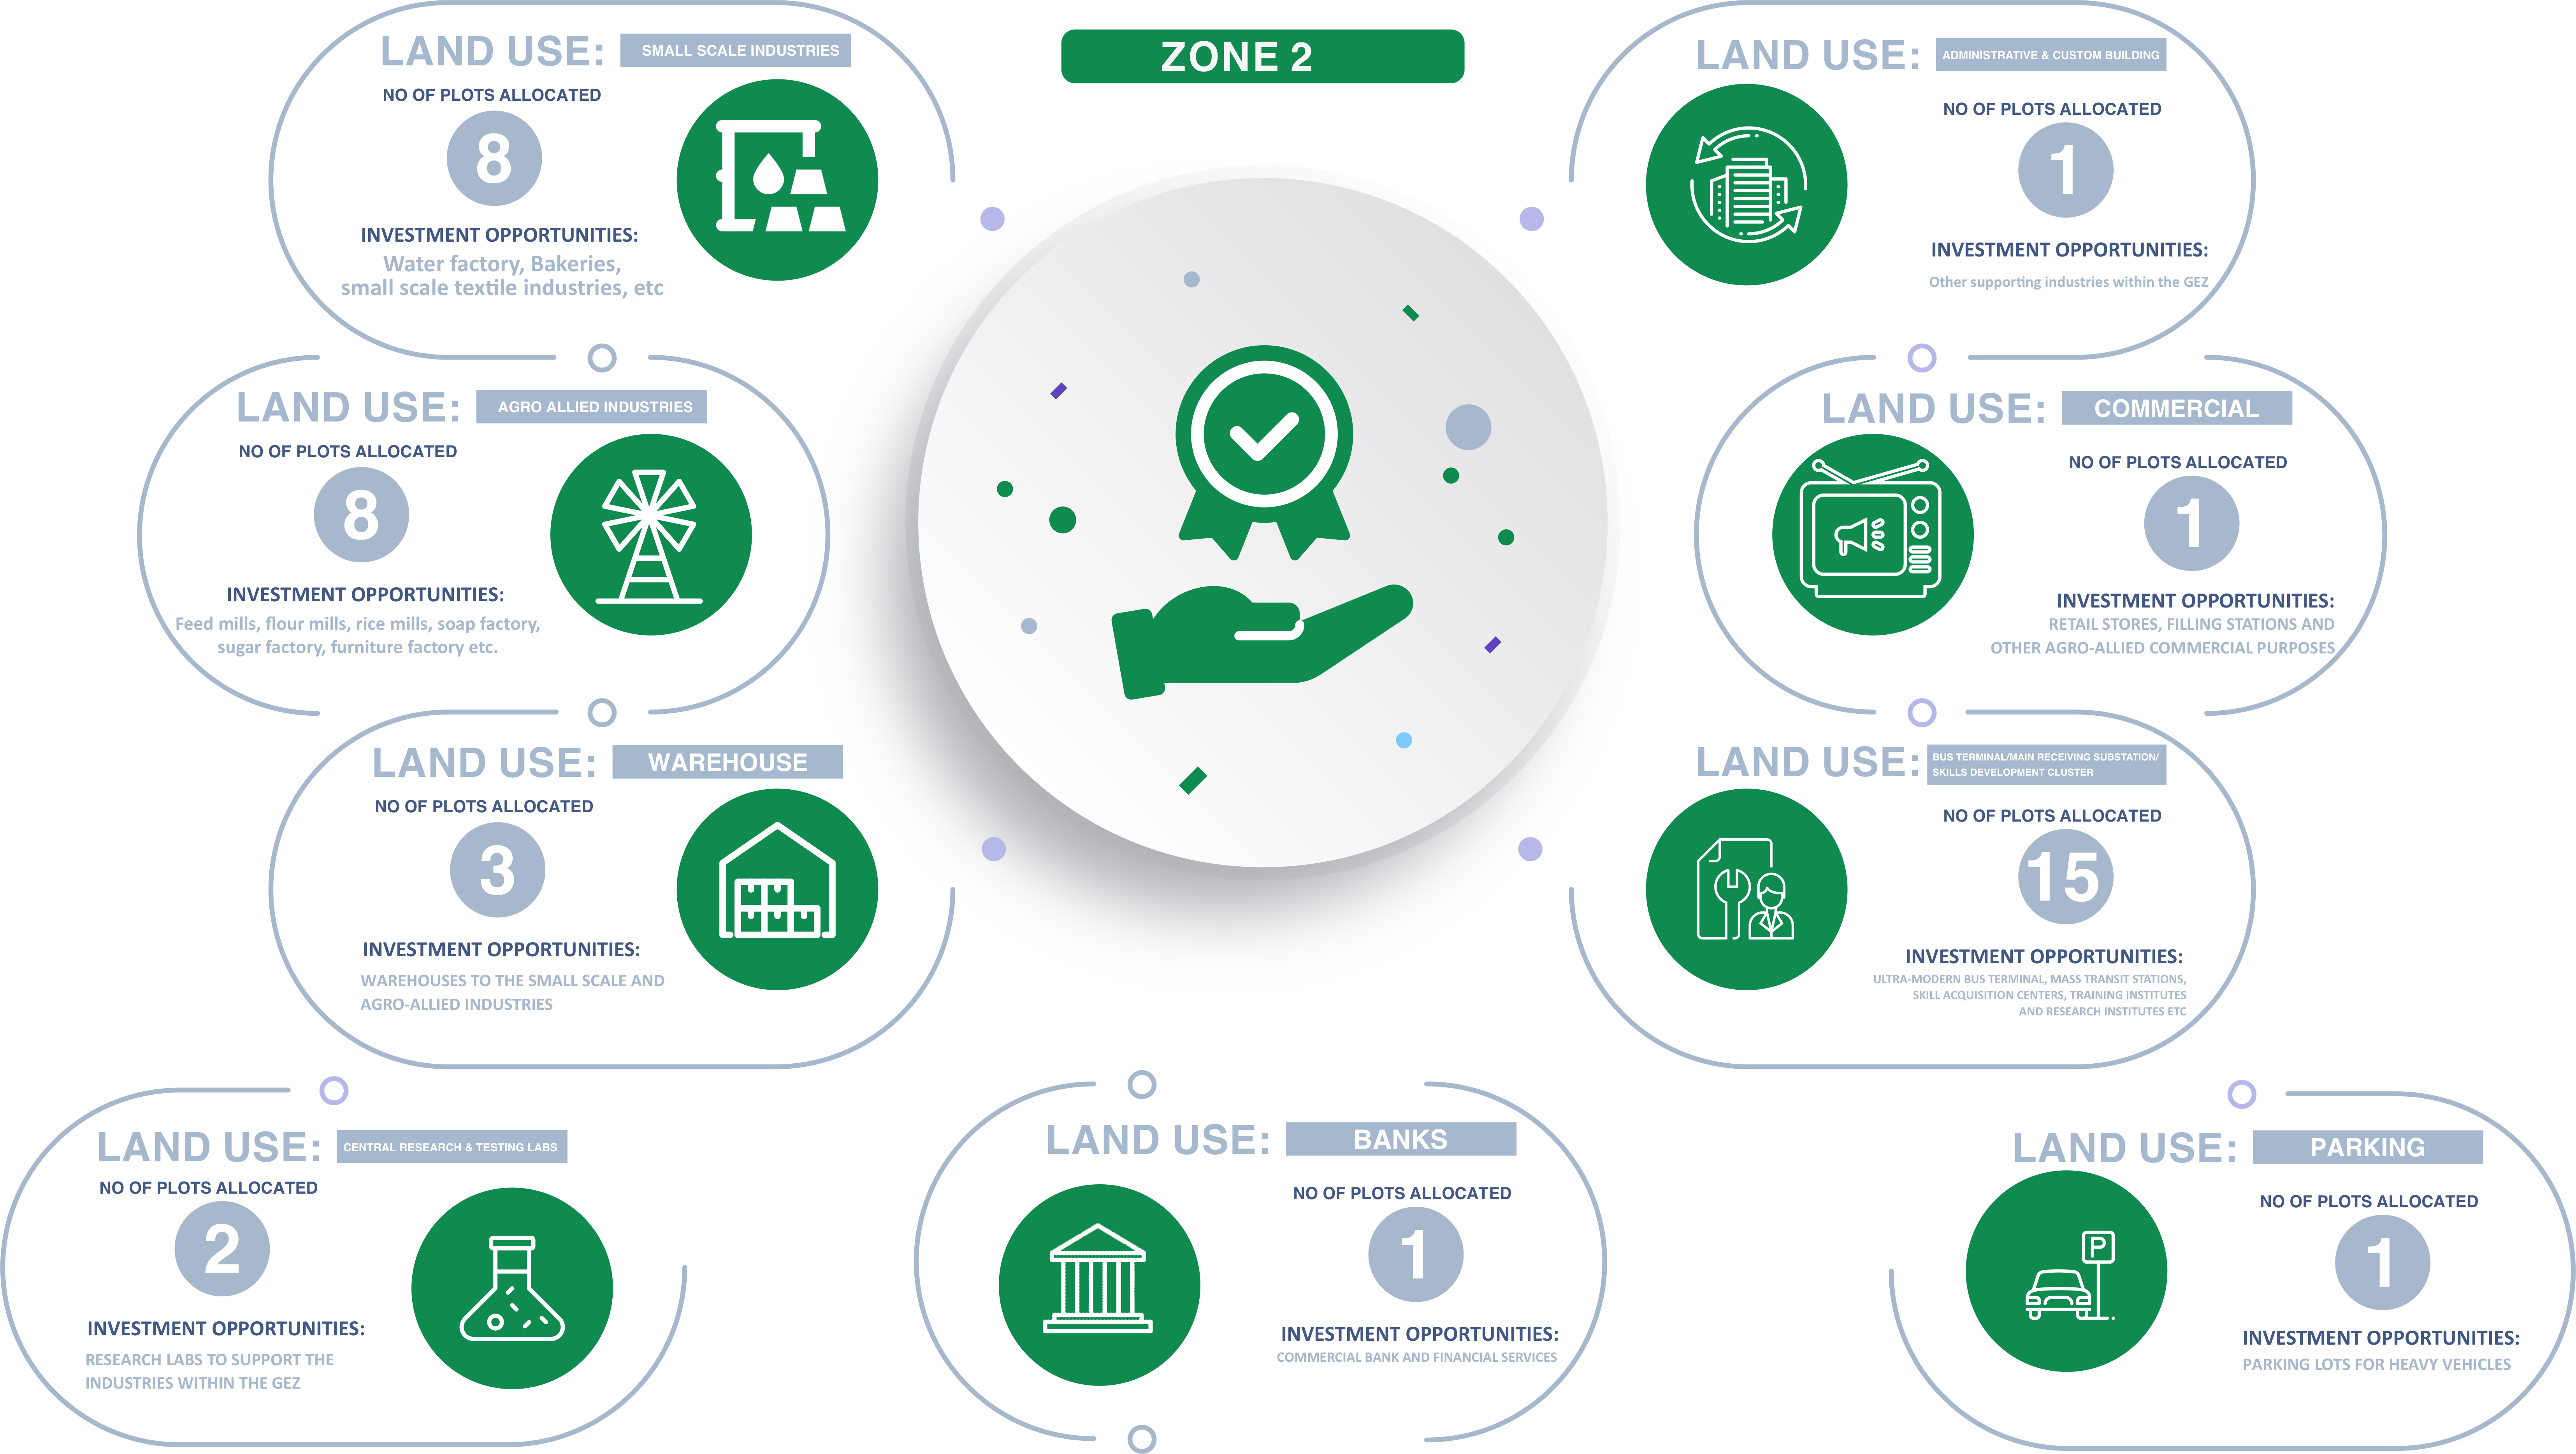 ZONE 2
LAND USE: SMALL SCALE INDUSTRIES
NO OF PLOTS ALLOCATED
8
INVESTMENT OPPORTUNITIES:
Water factory, Bakeries,
small scale textile industries, etc
LAND USE: AGRO ALLIED INDUSTRIES
NO OF PLOTS ALLOCATED
8
INVESTMENT OPPORTUNITIES:
Feed mills, flour mills, rice mills, soap factory,
sugar factory, furniture factory etc.
LAND USE: WAREHOUSE
NO OF PLOTS ALLOCATED
3
INVESTMENT OPPORTUNITIES:
WAREHOUSES TO THE SMALL SCALE AND
AGRO-ALLIED INDUSTRIES
LAND USE: CENTRAL RESEARCH & TESTING LABS
NO OF PLOTS ALLOCATED
2
INVESTMENT OPPORTUNITIES:
RESEARCH LABS TO SUPPORT THE
INDUSTRIES WITHIN THE GEZ
LAND USE: BANKS
NO OF PLOTS ALLOCATED
1
INVESTMENT OPPORTUNITIES:
COMMERCIAL BANK AND FINANCIAL SERVICES
LAND USE: ADMINISTRATIVE & CUSTOM BUILDING
NO OF PLOTS ALLOCATED
1
INVESTMENT OPPORTUNITIES:
Other supporting industries within the GEZ
LAND USE: COMMERCIAL
NO OF PLOTS ALLOCATED
1
INVESTMENT OPPORTUNITIES:
RETAIL STORES, FILLING STATIONS AND
OTHER AGRO-ALLIED COMMERCIAL PURPOSES
LAND USE: BUS TERMINAL/MAIN RECEIVING SUBSTATION/
SKILLS DEVELOPMENT CLUSTER
NO OF PLOTS ALLOCATED
15
INVESTMENT OPPORTUNITIES:
ULTRA-MODERN BUS TERMINAL, MASS TRANSIT STATIONS,
SKILL ACQUISITION CENTERS, TRAINING INSTITUTES
AND RESEARCH INSTITUTES ETC
LAND USE: PARKING
NO OF PLOTS ALLOCATED
P
1
INVESTMENT OPPORTUNITIES:
PARKING LOTS FOR HEAVY VEHICLES